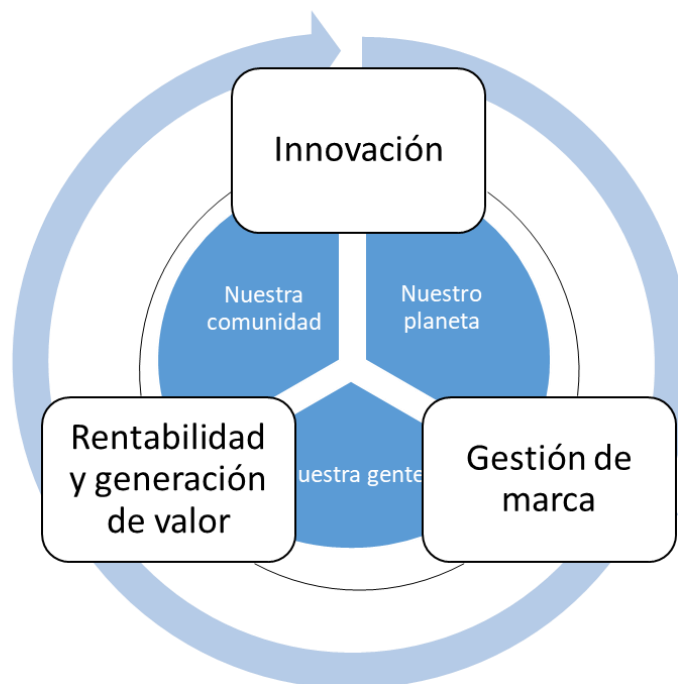 Innovación
Nuestra
comunidad
Nuestro
planeta
Rentabilidad
y generación
de valor
uestra gente
Gestión de
marca